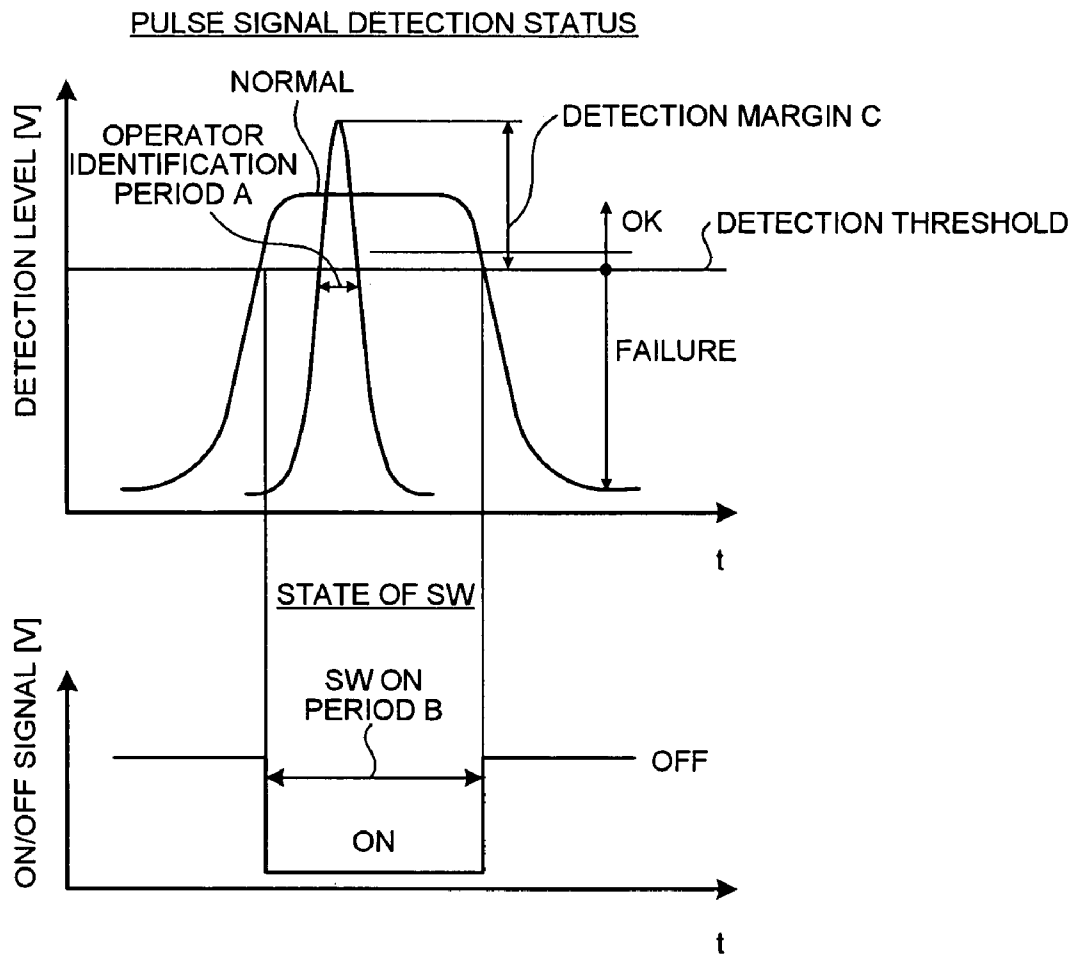 PULSE SIGNAL DETECTION STATUS
NORMAL
OPERATOR
IDENTIFICATION
PERIOD A
DETECTION MARGIN C
OK
DETECTION THRESHOLD
FAILURE
DETECTION LEVEL [V]
t
STATE OF SW
SW ON
PERIOD B
OFF
ON
ON/OFF SIGNAL [V]
t